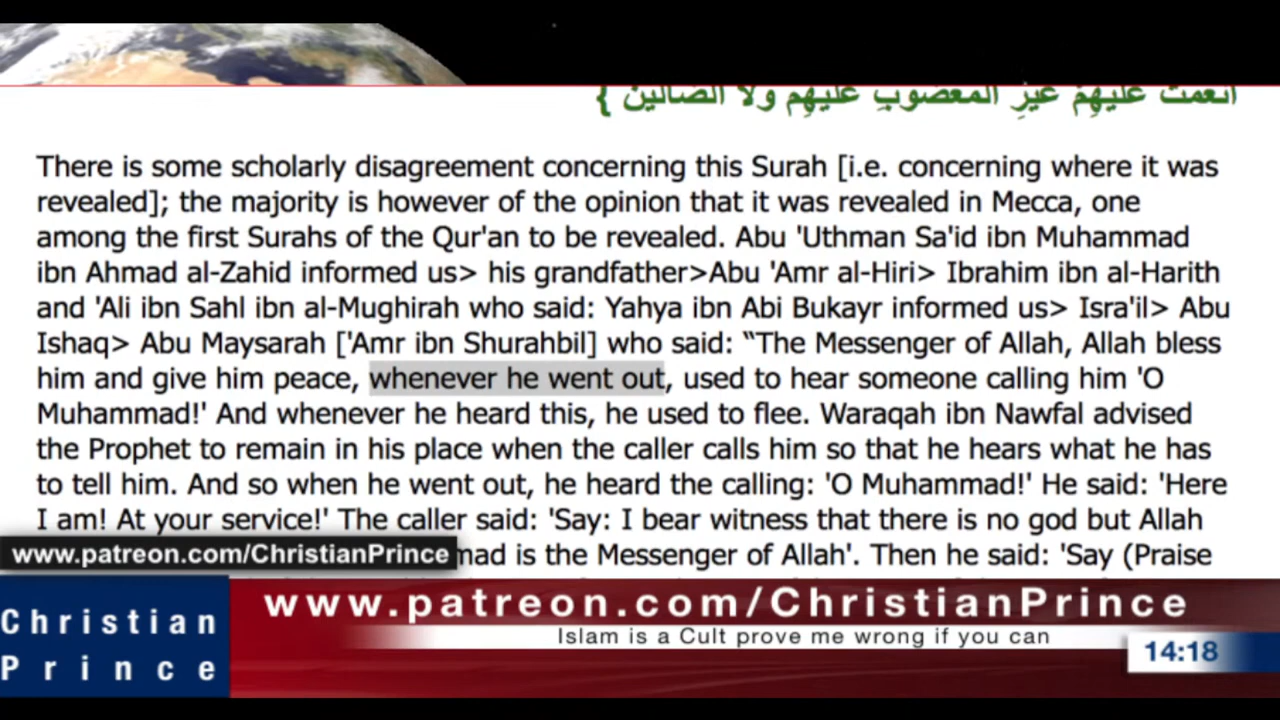 أنعمت عليهم غير المغضوب عليهم ولا الضالين }
There is some scholarly disagreement concerning this Surah [i.e. concerning where it was
revealed]; the majority is however of the opinion that it was revealed in Mecca, one
among the first Surahs of the Qur'an to be revealed. Abu 'Uthman Sa'id ibn Muhammad
ibn Ahmad al-Zahid informed us> his grandfather>Abu 'Amr al-Hiri> Ibrahim ibn al-Harith
and 'Ali ibn Sahl ibn al-Mughirah who said: Yahya ibn Abi Bukayr informed us> Isra'il> Abu
Ishaq> Abu Maysarah ['Amr ibn Shurahbil] who said: “The Messenger of Allah, Allah bless
him and give him peace, whenever he went out, used to hear someone calling him 'O
Muhammad!' And whenever he heard this, he used to flee. Waraqah ibn Nawfal advised
the Prophet to remain in his place when the caller calls him so that he hears what he has
to tell him. And so when he went out, he heard the calling: 'O Muhammad!' He said: 'Here
I am! At your service!' The caller said: 'Say: I bear witness that there is no god but Allah
www.patreon.com/ChristianPrince mad is the Messenger of Allah'. Then he said: 'Say (Praise
www.patreon.com/ChristianPrince
Islam is a Cult prove me wrong if you can
Christian
Prince
14:18